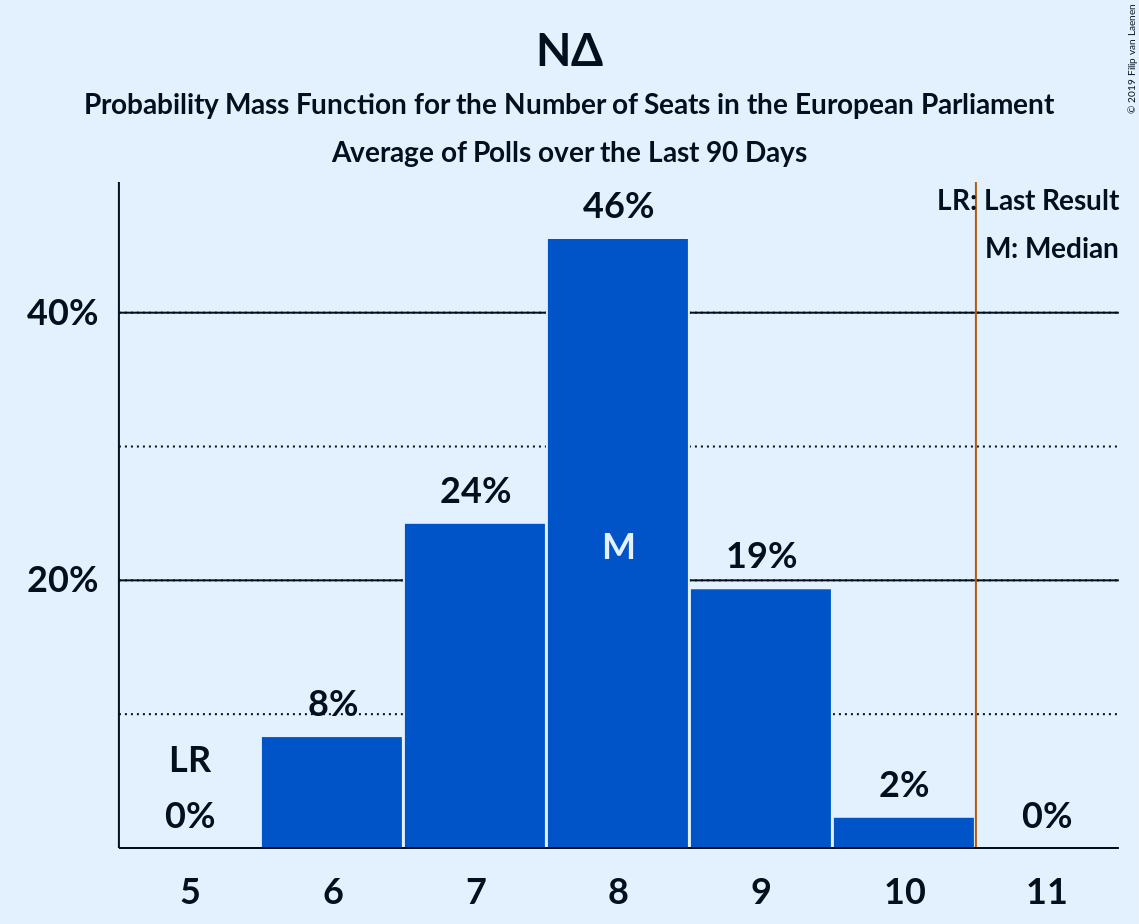 ΝΔ
Probability Mass Function for the Number of Seats in the European Parliament
Average of Polls over the Last 90 Days
© 2019 Filip van Laenen
LR: Last Result
M: Median
46%
40%
24%
M
19%
20%
8%
LR
0%
2%
0%
5 6 7 8 9 10 11